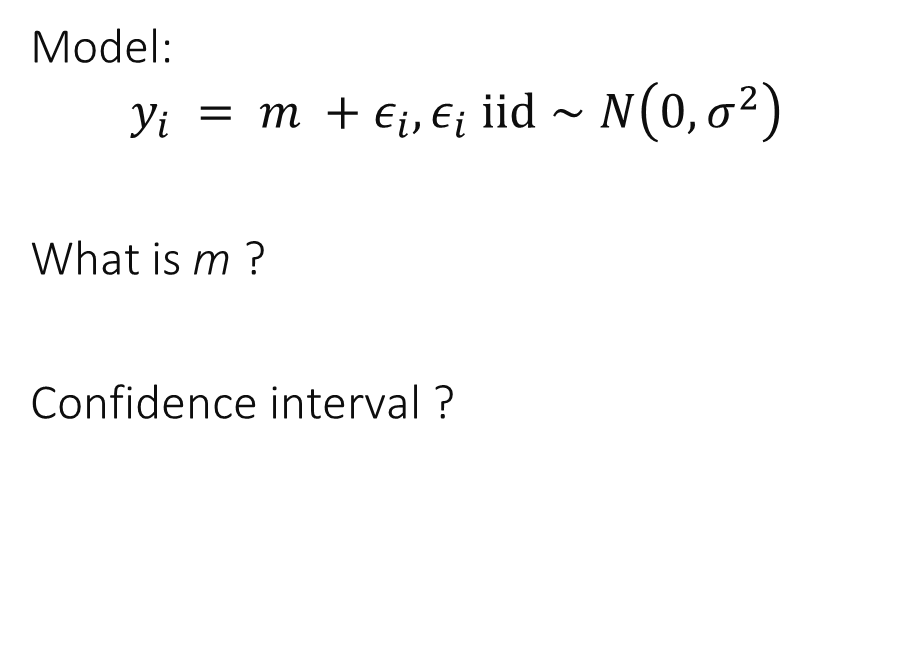 Model:
yᵢ = m + ϵᵢ, ϵᵢ iid ~ N(0, σ²)
What is m ?
Confidence interval ?